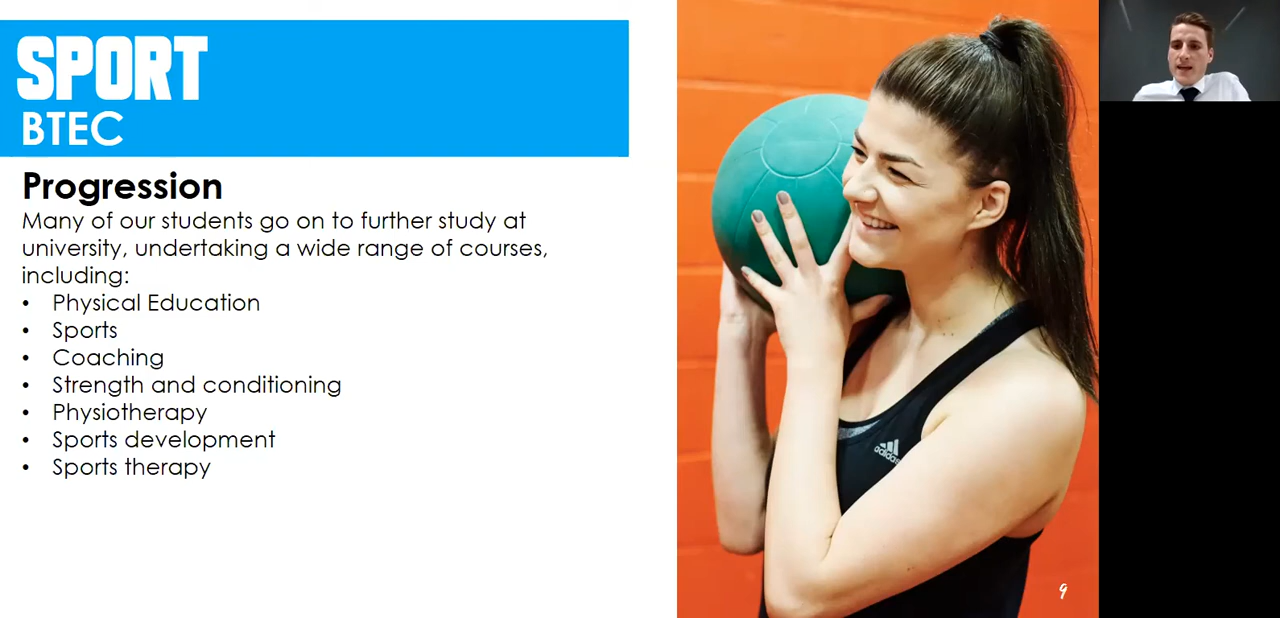 SPORT
BTEC
Progression
Many of our students go on to further study at
university, undertaking a wide range of courses,
including:
• Physical Education
• Sports
• Coaching
• Strength and conditioning
• Physiotherapy
• Sports development
• Sports therapy
adidas
9